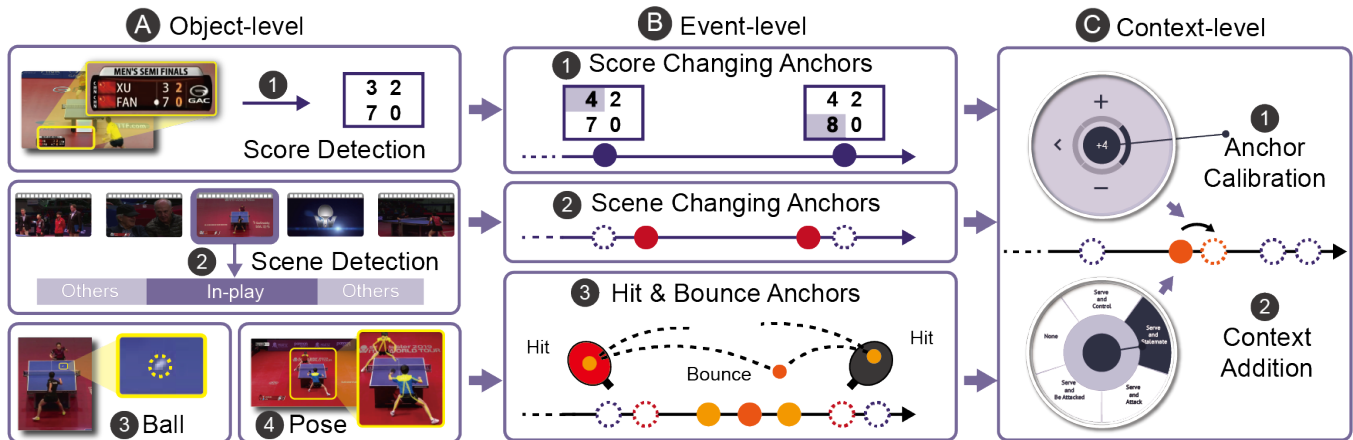 A Object-level
MEN'S SEMI FINALS
XU 3 2
FAN 7 0
GAC
1
3 2
7 0
Score Detection
2 Scene Detection
Others In-play Others
3 Ball
4 Pose
B Event-level
1 Score Changing Anchors
4 2
7 0
4 2
8 0
2 Scene Changing Anchors
3 Hit & Bounce Anchors
Hit
Bounce
Hit
C Context-level
+
<
+4
−
1
Anchor
Calibration
Serve
and
Control
None
Serve
and
Stalemate
Serve
and
Be Attacked
Serve
and
Attack
2
Context
Addition